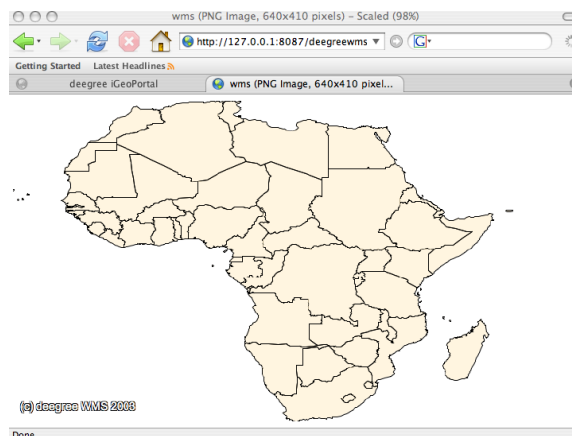 wms (PNG Image, 640x410 pixels) – Scaled (98%)
http://127.0.0.1:8087/deegreewms
G
Getting Started Latest Headlines
deegree iGeoPortal wms (PNG Image, 640x410 pixel...
(c) deegree WMS 2003
Done